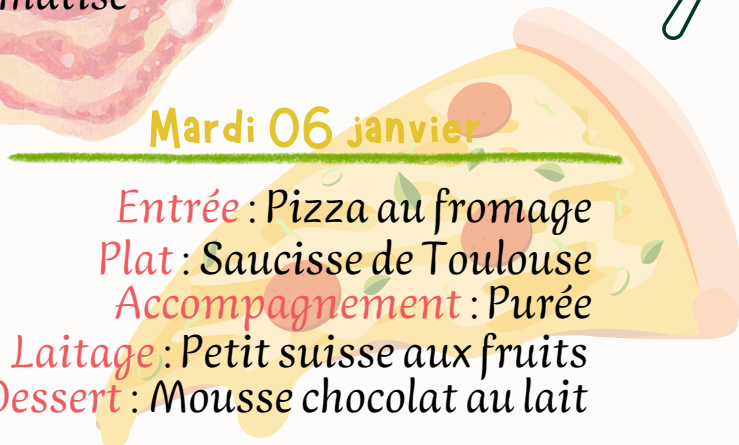 Mardi 06 janvier
Entrée : Pizza au fromage
Plat : Saucisse de Toulouse
Accompagnement : Purée
Laitage : Petit suisse aux fruits
Dessert : Mousse chocolat au lait